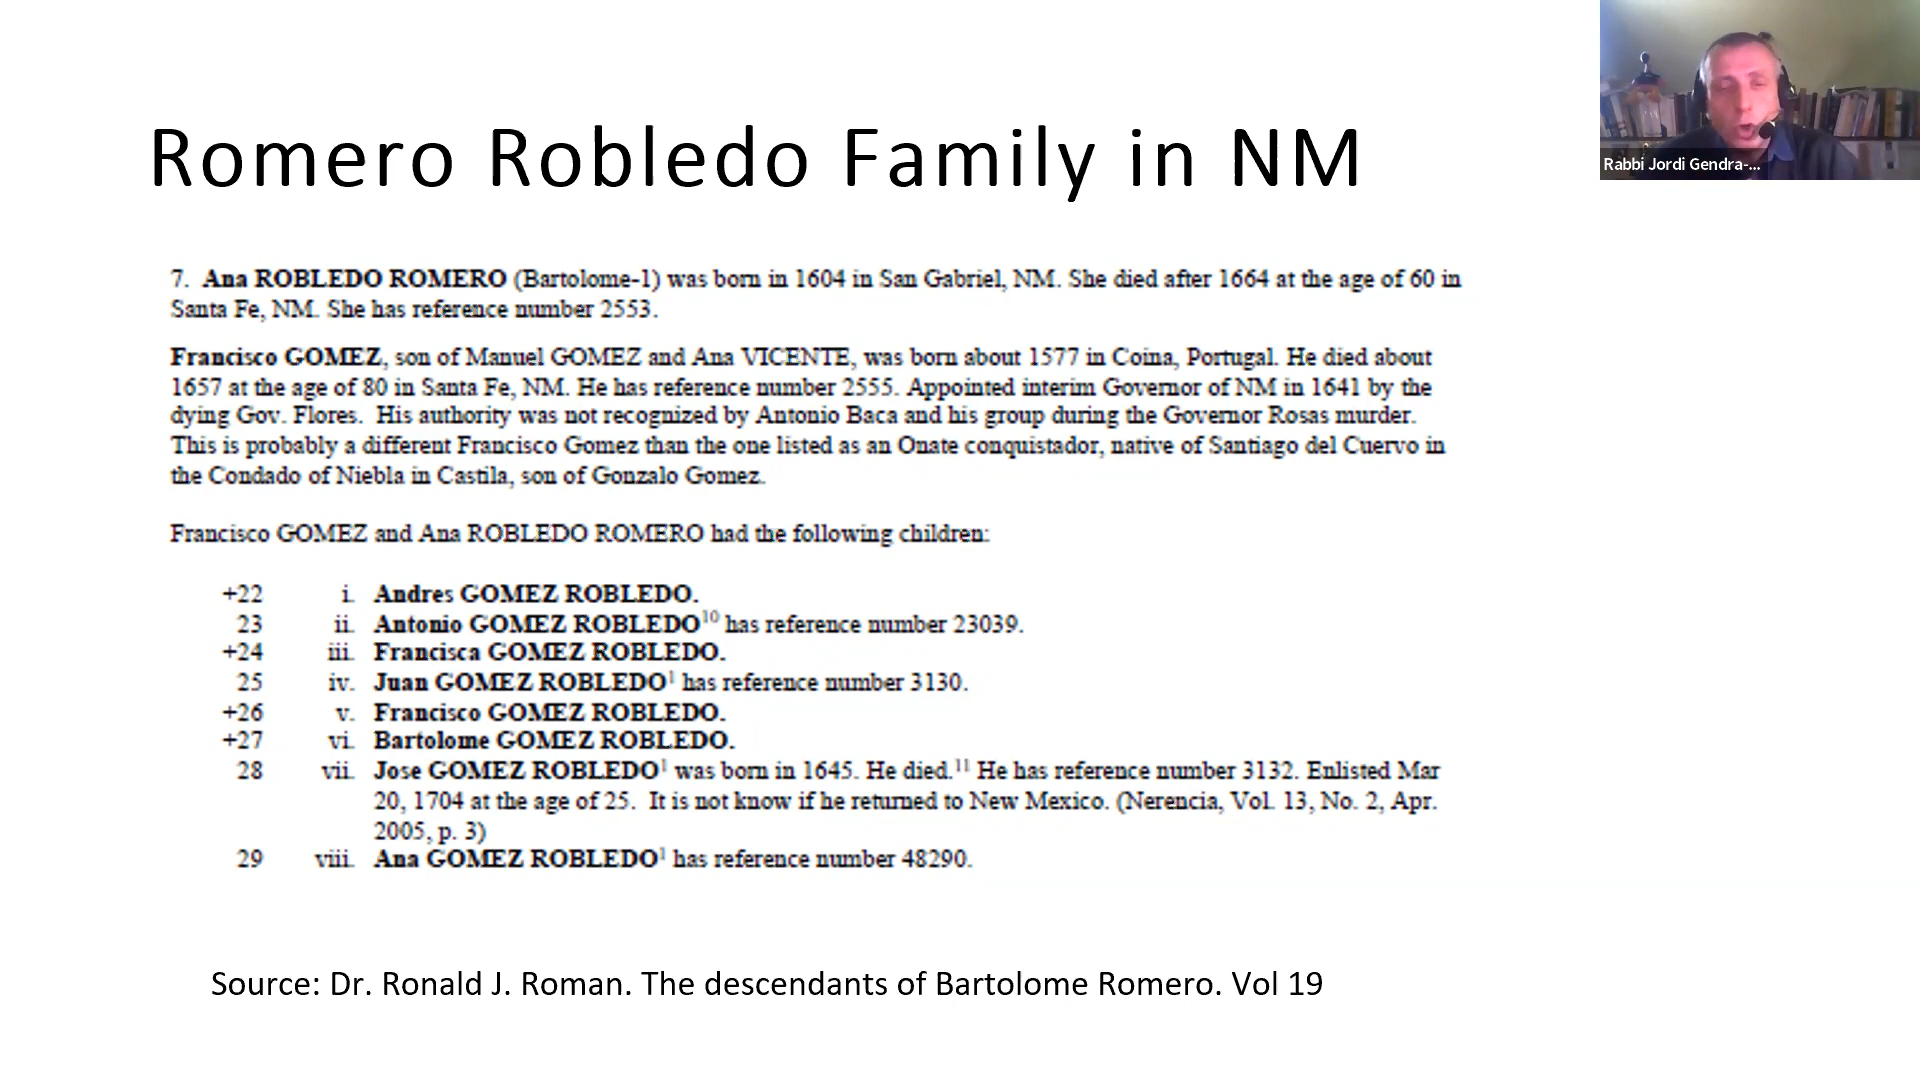 Romero Robledo Family in NM
Rabbi Jordi Gendra-...
7. Ana ROBLEDO ROMERO (Bartolome-1) was born in 1604 in San Gabriel, NM. She died after 1664 at the age of 60 in
Santa Fe, NM. She has reference number 2553.
Francisco GOMEZ, son of Manuel GOMEZ and Ana VICENTE, was born about 1577 in Coina, Portugal. He died about
1657 at the age of 80 in Santa Fe, NM. He has reference number 2555. Appointed interim Governor of NM in 1641 by the
dying Gov. Flores. His authority was not recognized by Antonio Baca and his group during the Governor Rosas murder.
This is probably a different Francisco Gomez than the one listed as an Onate conquistador, native of Santiago del Cuervo in
the Condado of Niebla in Castila, son of Gonzalo Gomez.
Francisco GOMEZ and Ana ROBLEDO ROMERO had the following children:
+22 i. Andres GOMEZ ROBLEDO.
23 ii. Antonio GOMEZ ROBLEDO¹⁰ has reference number 23039.
+24 iii. Francisca GOMEZ ROBLEDO.
25 iv. Juan GOMEZ ROBLEDO¹ has reference number 3130.
+26 v. Francisco GOMEZ ROBLEDO.
+27 vi. Bartolome GOMEZ ROBLEDO.
28 vii. Jose GOMEZ ROBLEDO¹ was born in 1645. He died.¹¹ He has reference number 3132. Enlisted Mar
20, 1704 at the age of 25. It is not know if he returned to New Mexico. (Nerencia, Vol. 13, No. 2, Apr.
2005, p. 3)
29 viii. Ana GOMEZ ROBLEDO¹ has reference number 48290.
Source: Dr. Ronald J. Roman. The descendants of Bartolome Romero. Vol 19